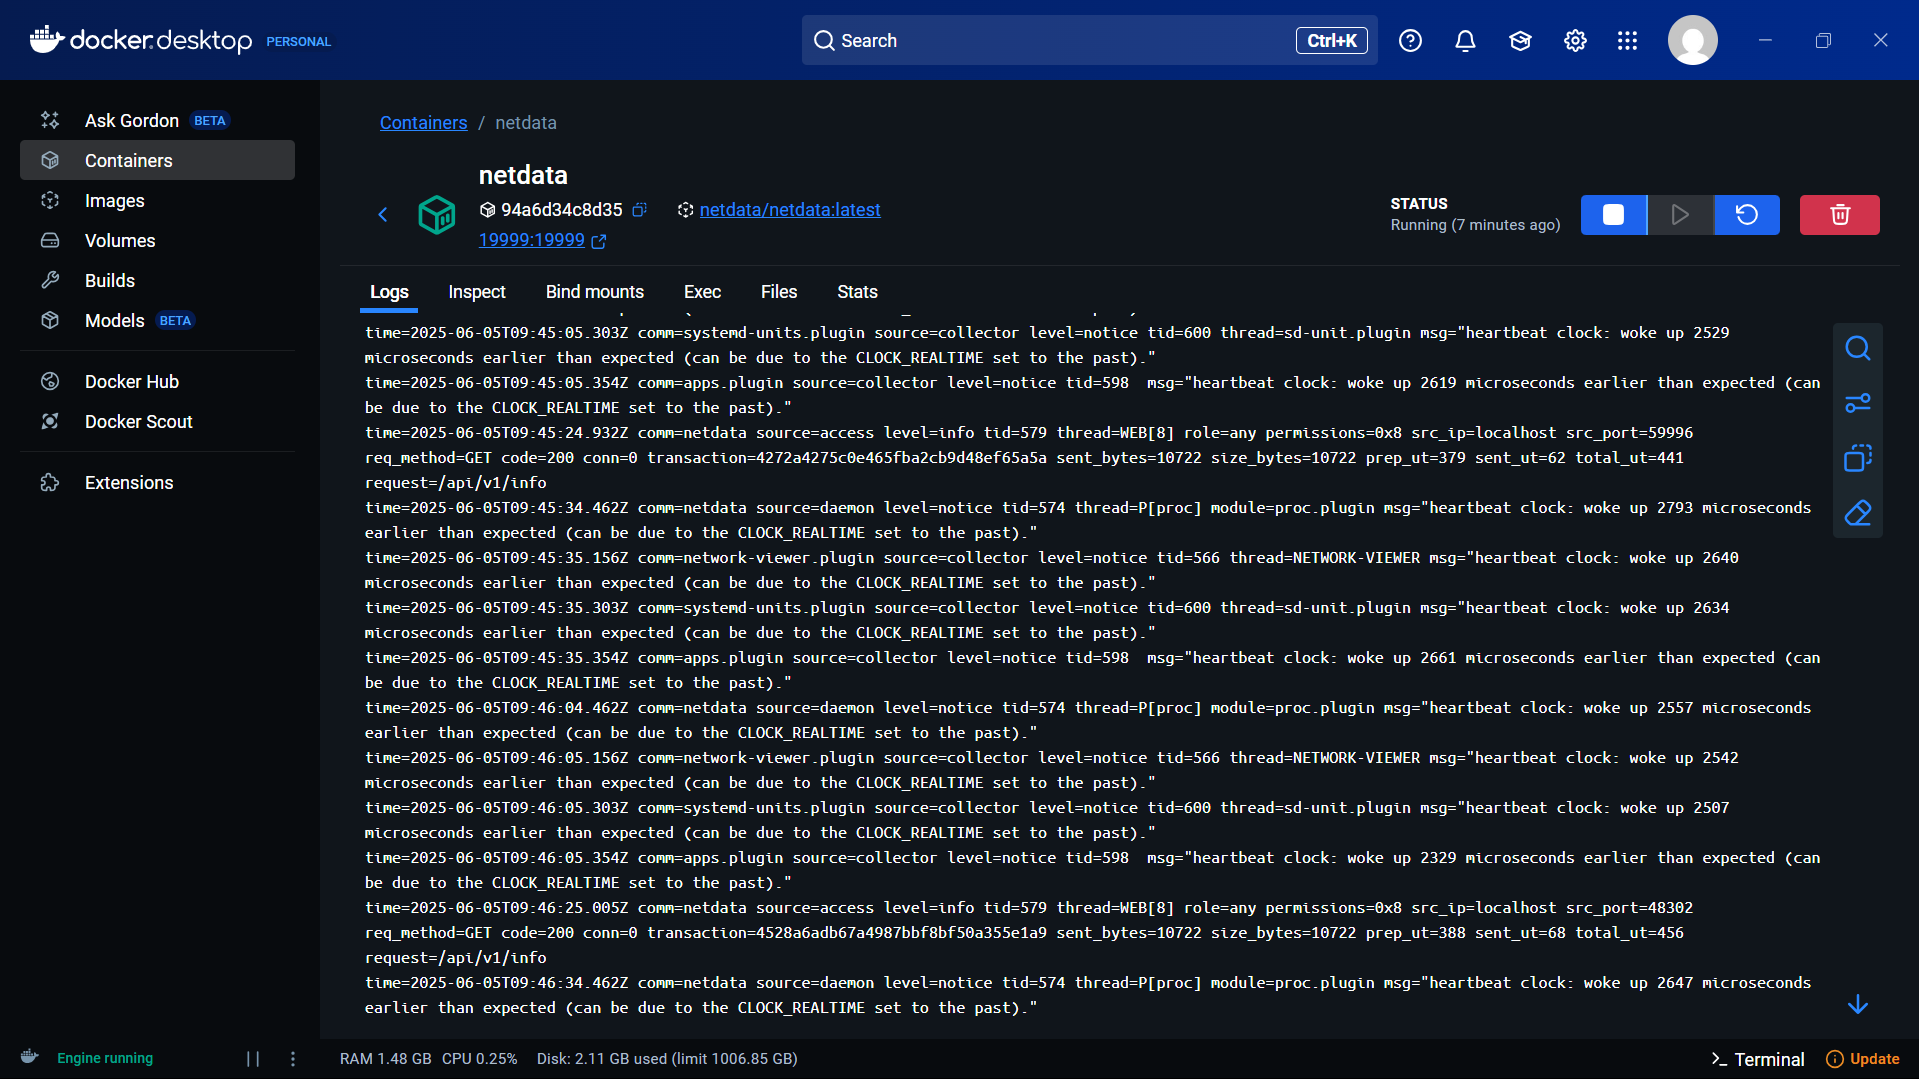 docker.desktop PERSONAL
Search Ctrl+K
Ask Gordon BETA
Containers
Images
Volumes
Builds
Models BETA
Docker Hub
Docker Scout
Extensions
Containers / netdata
netdata
94a6d34c8d35 netdata/netdata:latest
19999:19999
STATUS
Running (7 minutes ago)
Logs Inspect Bind mounts Exec Files Stats
time=2025-06-05T09:45:05.303Z comm=systemd-units.plugin source=collector level=notice tid=600 thread=sd-unit.plugin msg="heartbeat clock: woke up 2529
microseconds earlier than expected (can be due to the CLOCK_REALTIME set to the past)."
time=2025-06-05T09:45:05.354Z comm=apps.plugin source=collector level=notice tid=598  msg="heartbeat clock: woke up 2619 microseconds earlier than expected (can
be due to the CLOCK_REALTIME set to the past)."
time=2025-06-05T09:45:24.932Z comm=netdata source=access level=info tid=579 thread=WEB[8] role=any permissions=0x8 src_ip=localhost src_port=59996
req_method=GET code=200 conn=0 transaction=4272a4275c0e465fba2cb9d48ef65a5a sent_bytes=10722 size_bytes=10722 prep_ut=379 sent_ut=62 total_ut=441
request=/api/v1/info
time=2025-06-05T09:45:34.462Z comm=netdata source=daemon level=notice tid=574 thread=P[proc] module=proc.plugin msg="heartbeat clock: woke up 2793 microseconds
earlier than expected (can be due to the CLOCK_REALTIME set to the past)."
time=2025-06-05T09:45:35.156Z comm=network-viewer.plugin source=collector level=notice tid=566 thread=NETWORK-VIEWER msg="heartbeat clock: woke up 2640
microseconds earlier than expected (can be due to the CLOCK_REALTIME set to the past)."
time=2025-06-05T09:45:35.303Z comm=systemd-units.plugin source=collector level=notice tid=600 thread=sd-unit.plugin msg="heartbeat clock: woke up 2634
microseconds earlier than expected (can be due to the CLOCK_REALTIME set to the past)."
time=2025-06-05T09:45:35.354Z comm=apps.plugin source=collector level=notice tid=598  msg="heartbeat clock: woke up 2661 microseconds earlier than expected (can
be due to the CLOCK_REALTIME set to the past)."
time=2025-06-05T09:46:04.462Z comm=netdata source=daemon level=notice tid=574 thread=P[proc] module=proc.plugin msg="heartbeat clock: woke up 2557 microseconds
earlier than expected (can be due to the CLOCK_REALTIME set to the past)."
time=2025-06-05T09:46:05.156Z comm=network-viewer.plugin source=collector level=notice tid=566 thread=NETWORK-VIEWER msg="heartbeat clock: woke up 2542
microseconds earlier than expected (can be due to the CLOCK_REALTIME set to the past)."
time=2025-06-05T09:46:05.303Z comm=systemd-units.plugin source=collector level=notice tid=600 thread=sd-unit.plugin msg="heartbeat clock: woke up 2507
microseconds earlier than expected (can be due to the CLOCK_REALTIME set to the past)."
time=2025-06-05T09:46:05.354Z comm=apps.plugin source=collector level=notice tid=598  msg="heartbeat clock: woke up 2329 microseconds earlier than expected (can
be due to the CLOCK_REALTIME set to the past)."
time=2025-06-05T09:46:25.005Z comm=netdata source=access level=info tid=579 thread=WEB[8] role=any permissions=0x8 src_ip=localhost src_port=48302
req_method=GET code=200 conn=0 transaction=4528a6adb67a4987bbf8bf50a355e1a9 sent_bytes=10722 size_bytes=10722 prep_ut=388 sent_ut=68 total_ut=456
request=/api/v1/info
time=2025-06-05T09:46:34.462Z comm=netdata source=daemon level=notice tid=574 thread=P[proc] module=proc.plugin msg="heartbeat clock: woke up 2647 microseconds
earlier than expected (can be due to the CLOCK_REALTIME set to the past)."
Engine running RAM 1.48 GB CPU 0.25% Disk: 2.11 GB used (limit 1006.85 GB) Terminal Update